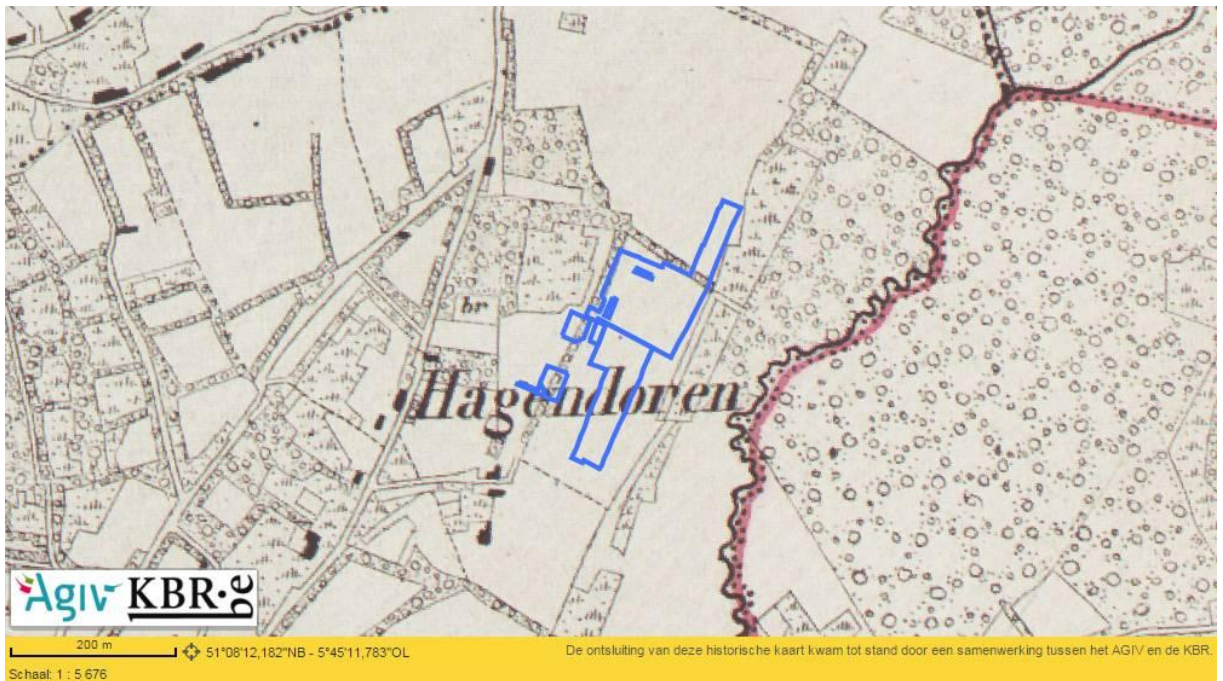 br
Hagendoren
Agiv KBR.be
200 m 51°08'12,182"NB - 5°45'11,783"OL De ontsluiting van deze historische kaart kwam tot stand door een samenwerking tussen het AGIV en de KBR.
Schaal: 1 : 5 676